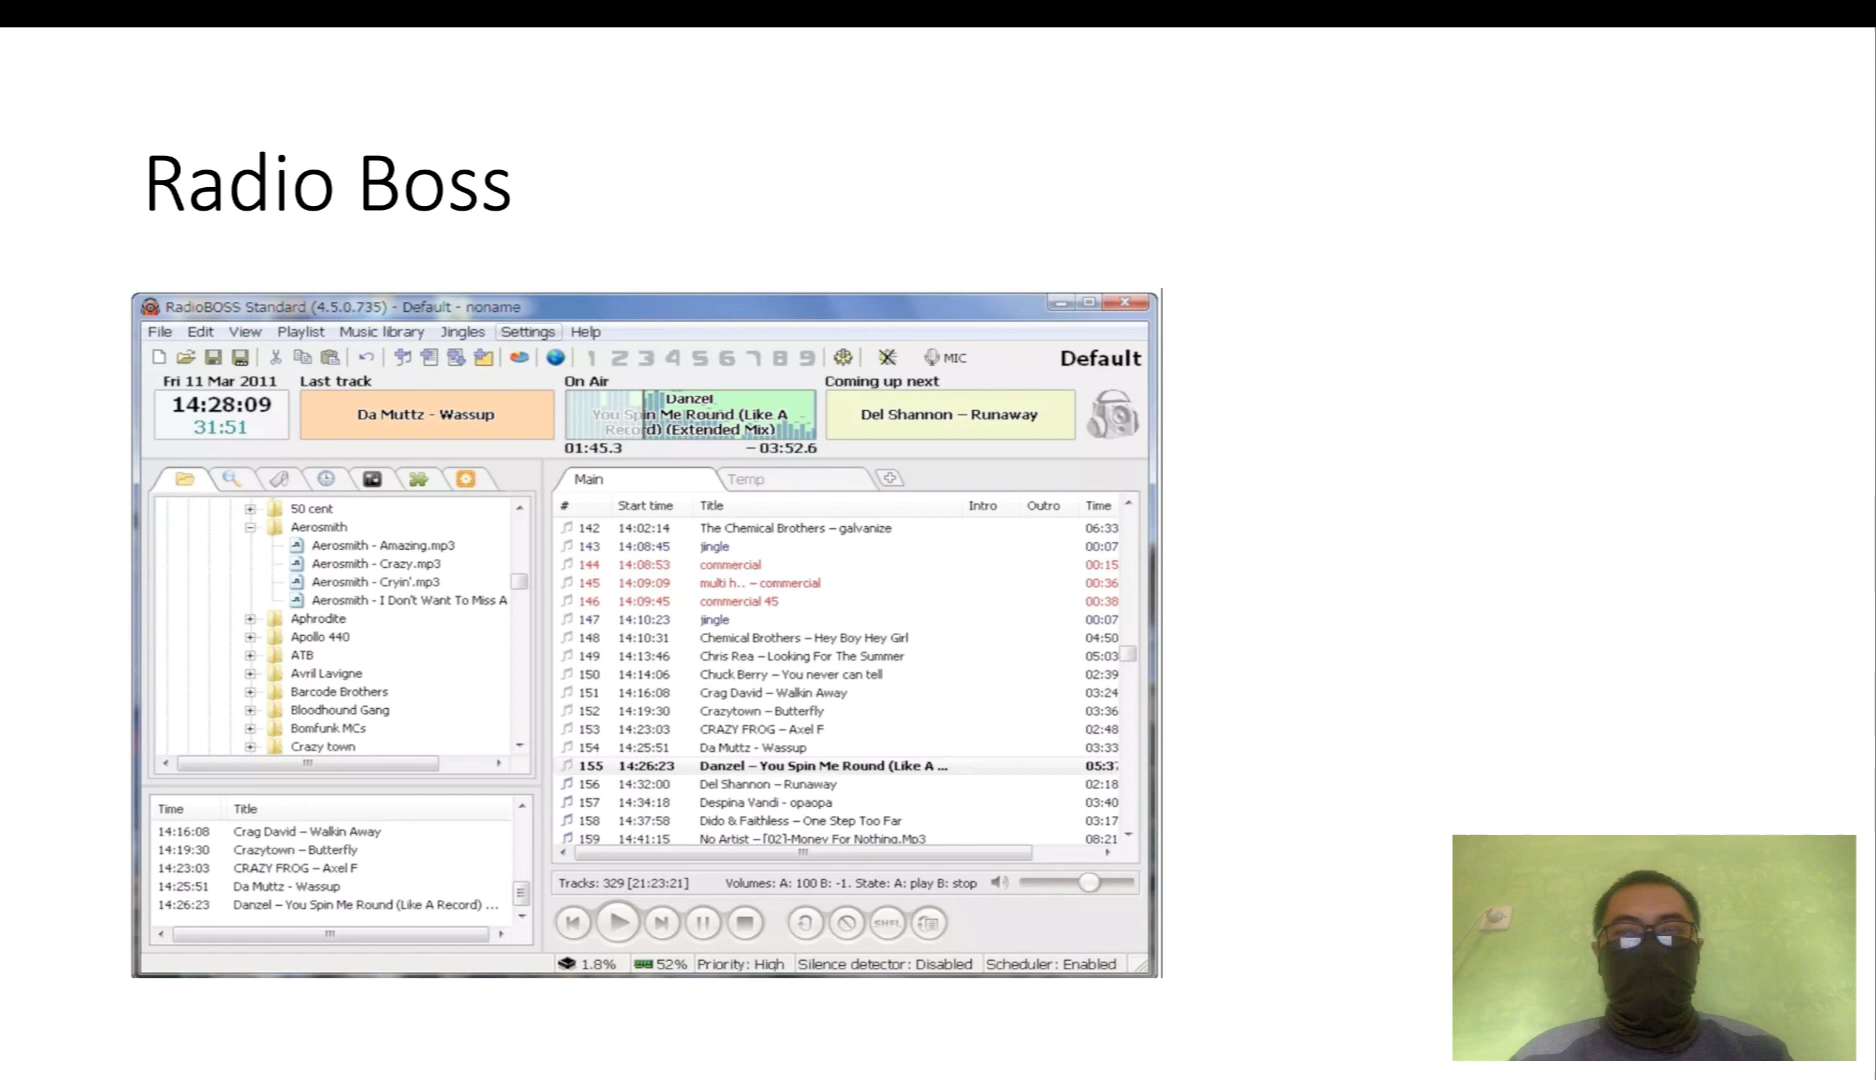 Radio Boss
RadioBOSS Standard (4.5.0.735) - Default - noname
File Edit View Playlist Music library Jingles Settings Help
1 2 3 4 5 6 7 8 9 MIC Default
Fri 11 Mar 2011 Last track On Air Coming up next
14:28:09
31:51
Da Muttz - Wassup
Danzel
You Spin Me Round (Like A
Record) (Extended Mix)
Del Shannon – Runaway
01:45.3 – 03:52.6
50 cent
Aerosmith
Aerosmith - Amazing.mp3
Aerosmith - Crazy.mp3
Aerosmith - Cryin'.mp3
Aerosmith - I Don't Want To Miss A
Aphrodite
Apollo 440
ATB
Avril Lavigne
Barcode Brothers
Bloodhound Gang
Bomfunk MCs
Crazy town
Time Title
14:16:08 Crag David – Walkin Away
14:19:30 Crazytown – Butterfly
14:23:03 CRAZY FROG – Axel F
14:25:51 Da Muttz - Wassup
14:26:23 Danzel – You Spin Me Round (Like A Record) ...
Main Temp
# Start time Title Intro Outro Time
142 14:02:14 The Chemical Brothers – galvanize 06:33
143 14:08:45 jingle 00:07
144 14:08:53 commercial 00:15
145 14:09:09 multi h.. – commercial 00:36
146 14:09:45 commercial 45 00:38
147 14:10:23 jingle 00:07
148 14:10:31 Chemical Brothers – Hey Boy Hey Girl 04:50
149 14:13:46 Chris Rea – Looking For The Summer 05:03
150 14:14:06 Chuck Berry – You never can tell 02:39
151 14:16:08 Crag David – Walkin Away 03:24
152 14:19:30 Crazytown – Butterfly 03:36
153 14:23:03 CRAZY FROG – Axel F 02:48
154 14:25:51 Da Muttz - Wassup 03:33
155 14:26:23 Danzel – You Spin Me Round (Like A ... 05:37
156 14:32:00 Del Shannon – Runaway 02:18
157 14:34:18 Despina Vandi - opaopa 03:40
158 14:37:58 Dido & Faithless – One Step Too Far 03:17
159 14:41:15 No Artist – [02]-Money For Nothing.Mp3 08:21
Tracks: 329 [21:23:21] Volumes: A: 100 B: -1. State: A: play B: stop
SHFL
1.8% 52% Priority: High Silence detector: Disabled Scheduler: Enabled